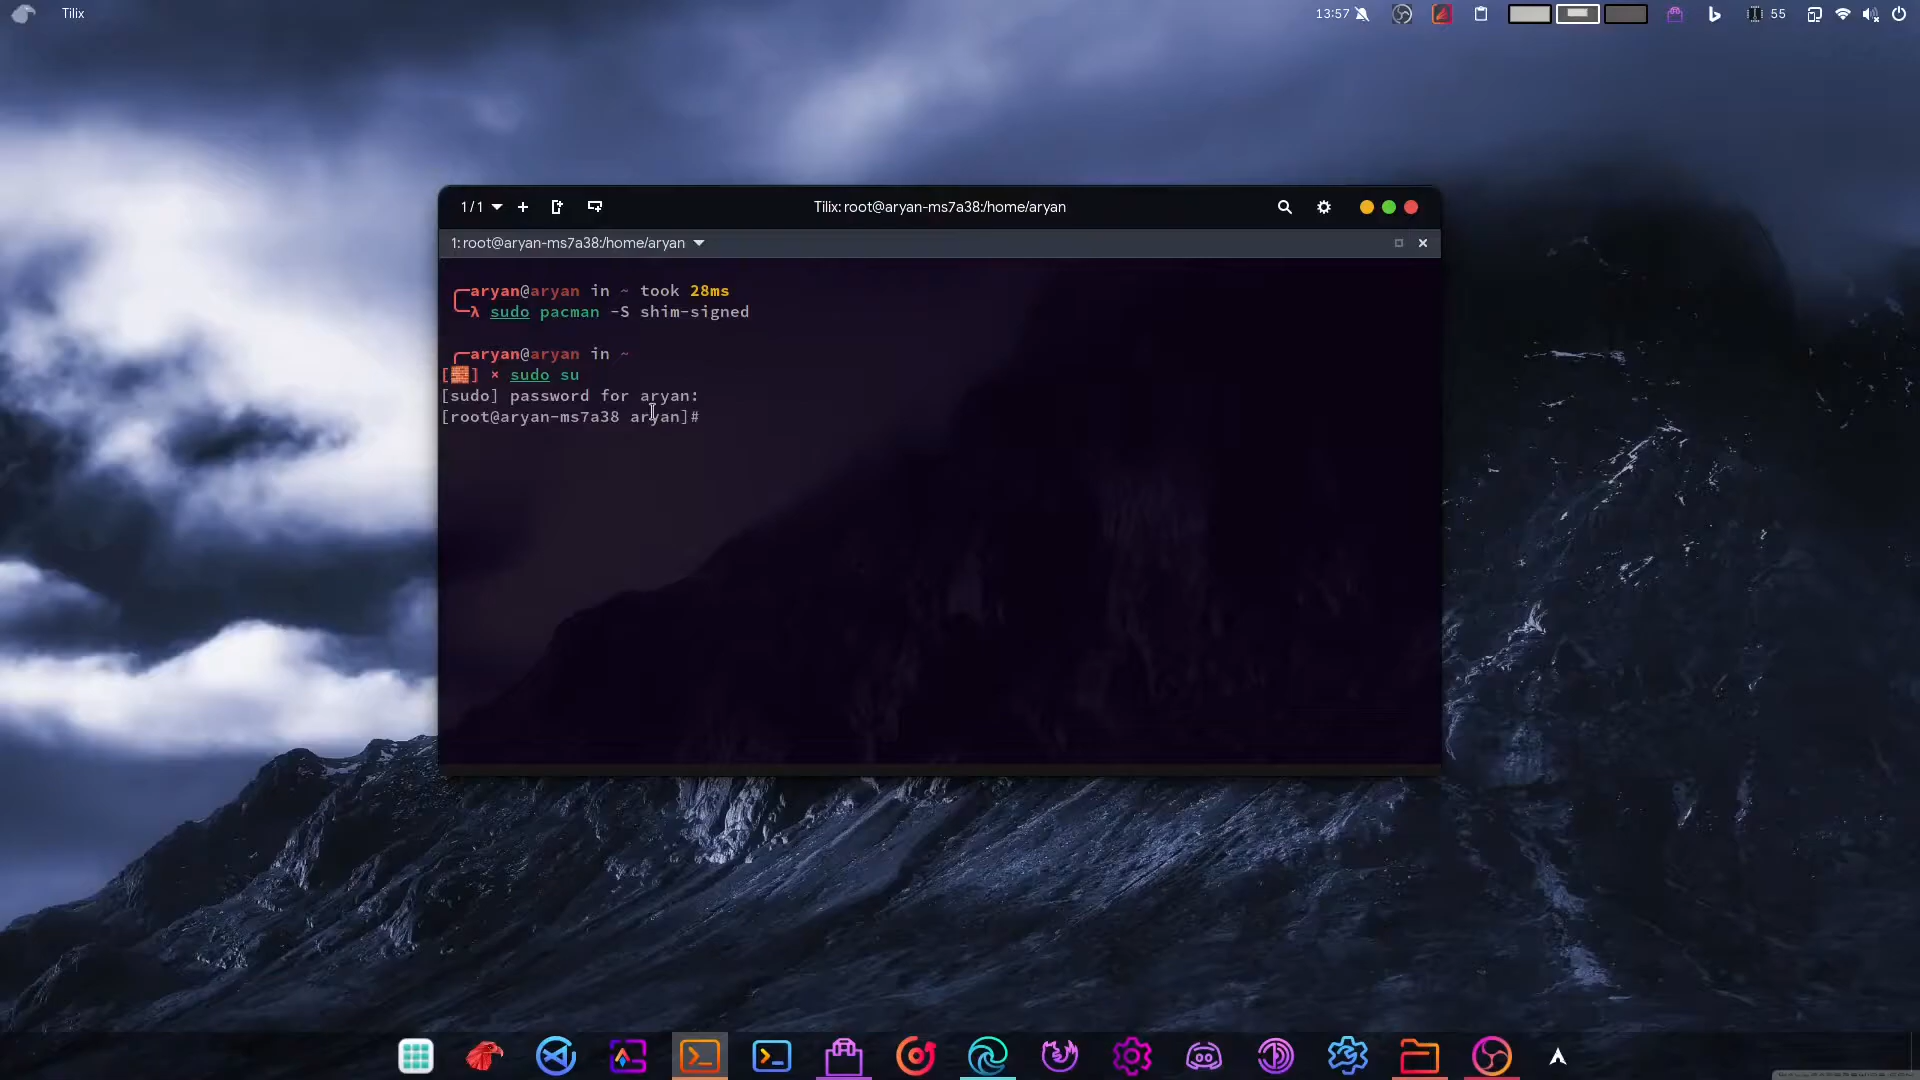 Tilix
13:57
55
1/1
Tilix: root@aryan-ms7a38:/home/aryan
1: root@aryan-ms7a38:/home/aryan
aryan@aryan in ~ took 28ms
λ sudo pacman -S shim-signed
aryan@aryan in ~
[🧱] × sudo su
[sudo] password for aryan:
[root@aryan-ms7a38 aryan]#